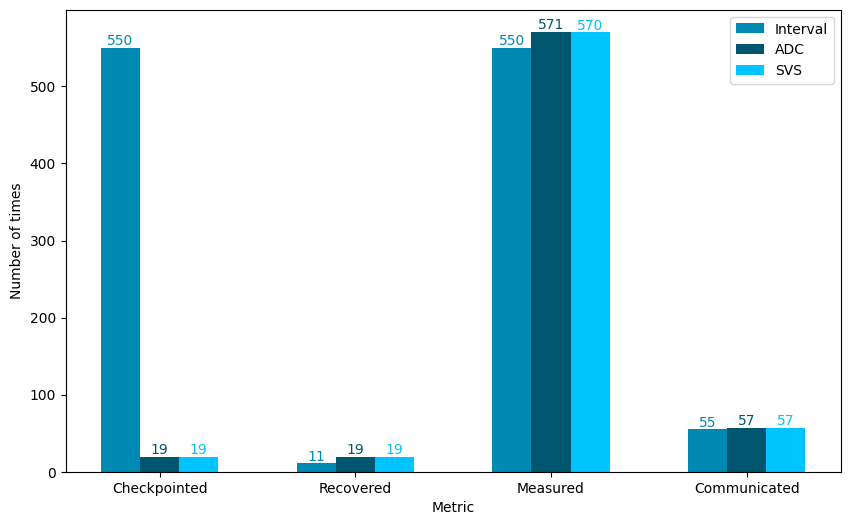 550
550
571
570
Interval
ADC
SVS
500
400
300
200
100
0
Number of times
19
19
11
19
19
55
57
57
Checkpointed
Recovered
Measured
Communicated
Metric